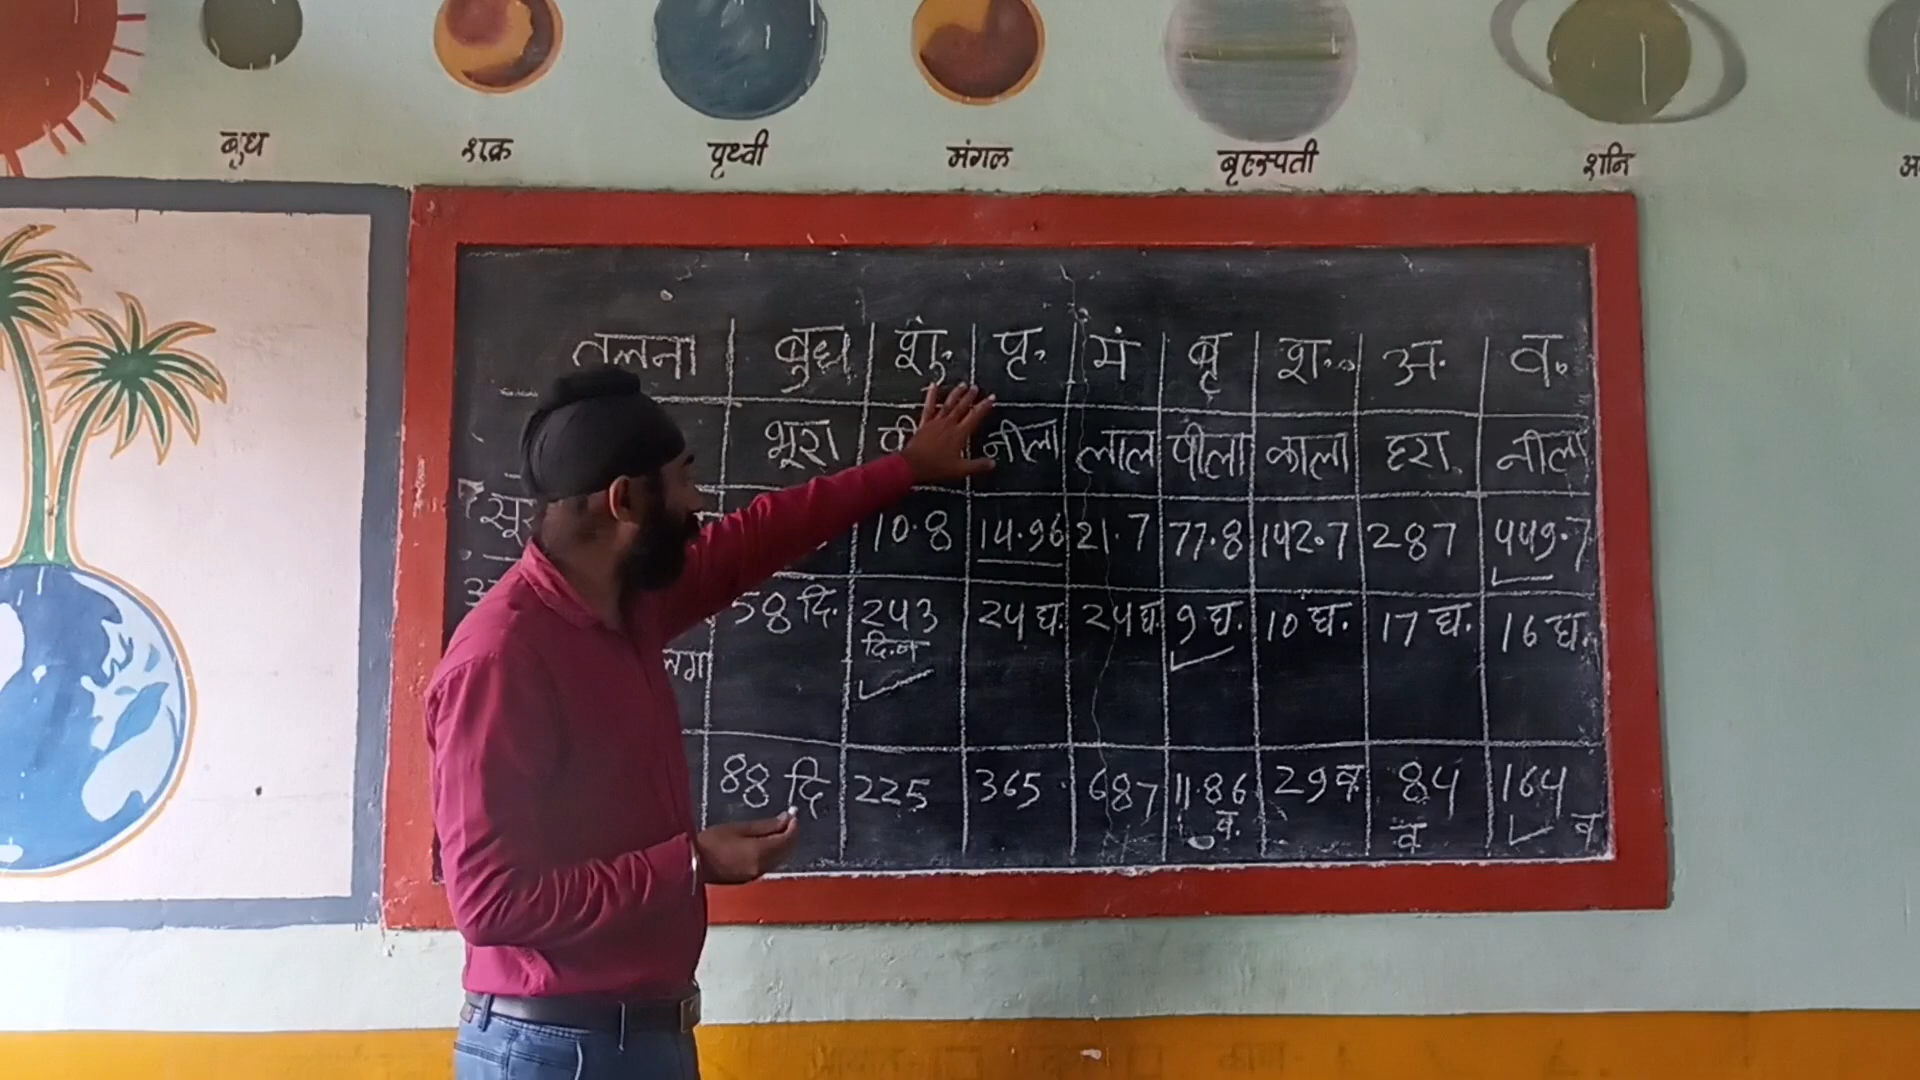 बुध शुक्र पृथ्वी मंगल बृहस्पती शनि
तलना बुध शुं. पृ. मं बृ श.. अ. व.
भूरा नीला लाल पीला काला हरा नीला
10.8 14.96 21.7 77.8 142.7 287 449.7
58 दि. 243 24 घ. 24 घ 9 घ. 10 घ. 17 घ. 16 घ.
दि.न
88 दि 225 365 687 11.86 29 व 84 164
व. व व